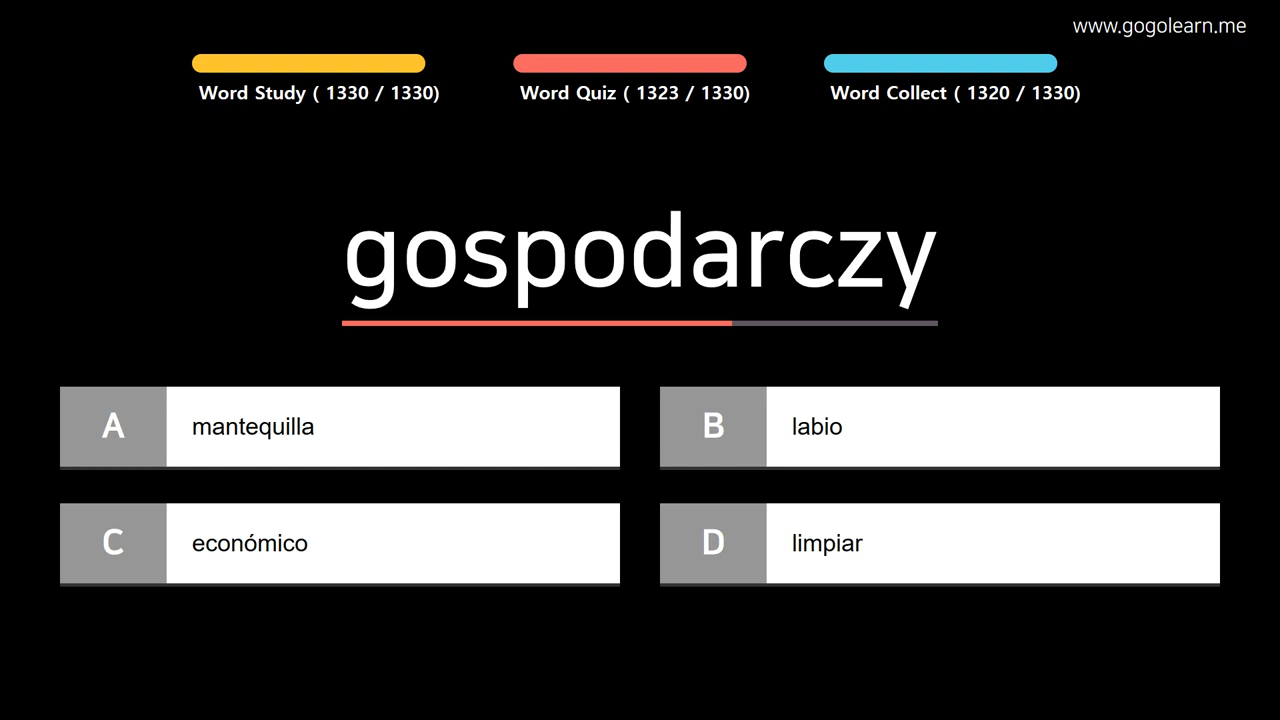 www.gogolearn.me
Word Study ( 1330 / 1330)
Word Quiz ( 1323 / 1330)
Word Collect ( 1320 / 1330)
gospodarczy
A mantequilla
B labio
C económico
D limpiar